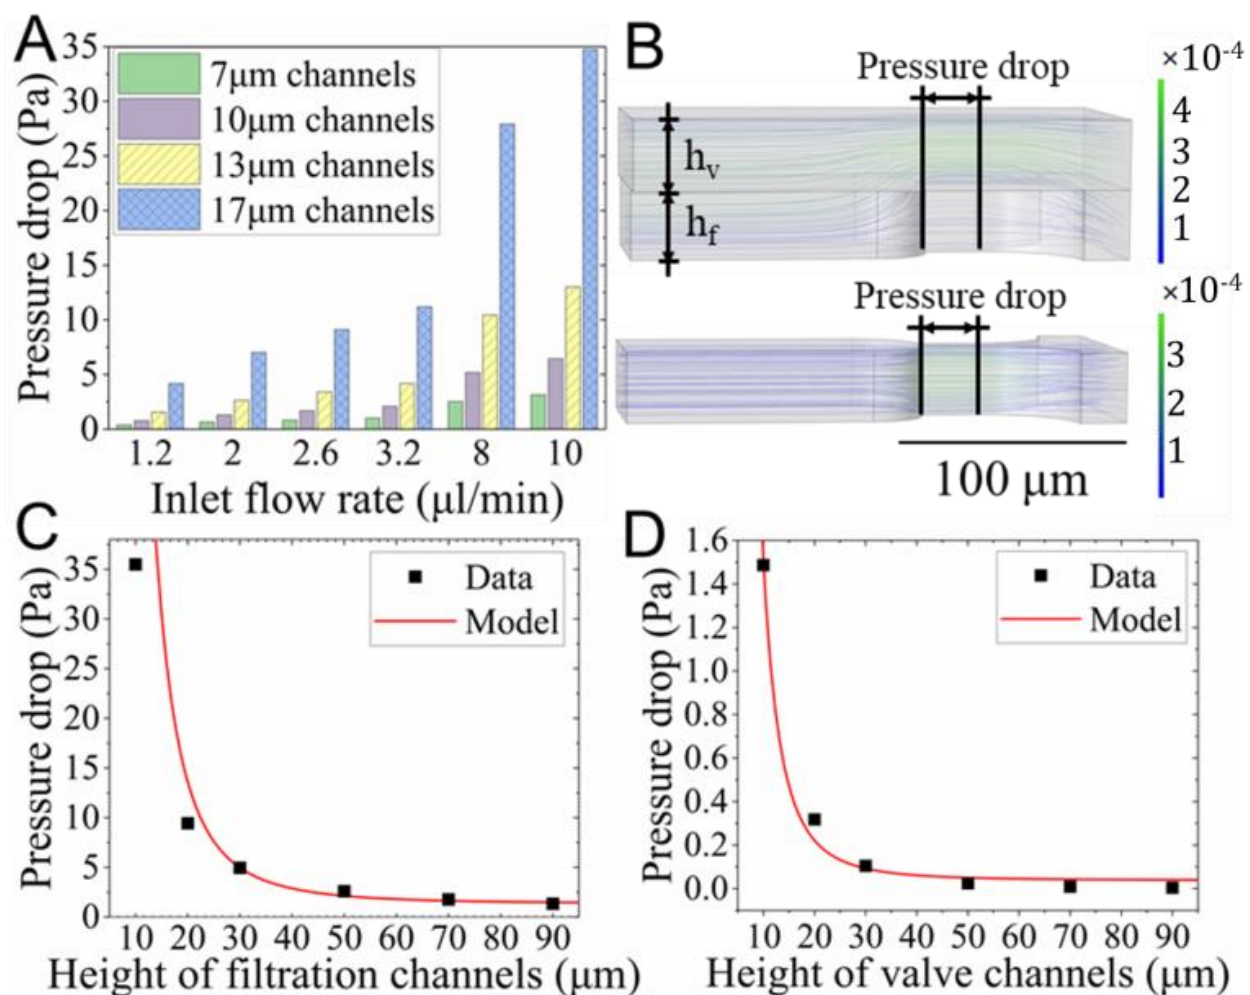 A
35
30
25
20
15
10
5
0
Pressure drop (Pa)
7μm channels
10μm channels
13μm channels
17μm channels
1.2 2 2.6 3.2 8 10
Inlet flow rate (μl/min)
B
Pressure drop
h_v
h_f
×10⁻⁴
4
3
2
1
Pressure drop
×10⁻⁴
3
2
1
100 μm
C
35
30
25
20
15
10
5
0
Pressure drop (Pa)
Data
Model
10 20 30 40 50 60 70 80 90
Height of filtration channels (μm)
D
1.6
1.4
1.2
1.0
0.8
0.6
0.4
0.2
0.0
Pressure drop (Pa)
Data
Model
10 20 30 40 50 60 70 80 90
Height of valve channels (μm)